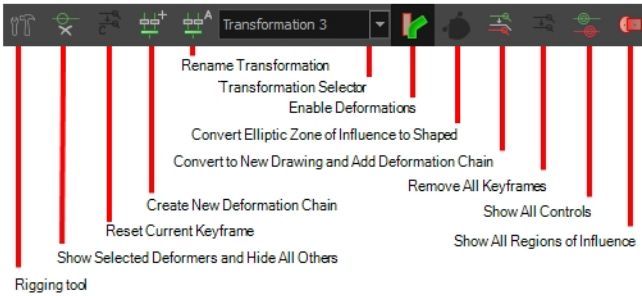 A
Transformation 3
Rename Transformation
Transformation Selector
Enable Deformations
Convert Elliptic Zone of Influence to Shaped
Convert to New Drawing and Add Deformation Chain
Remove All Keyframes
Create New Deformation Chain
Show All Controls
Reset Current Keyframe
Show All Regions of Influence
Show Selected Deformers and Hide All Others
Rigging tool